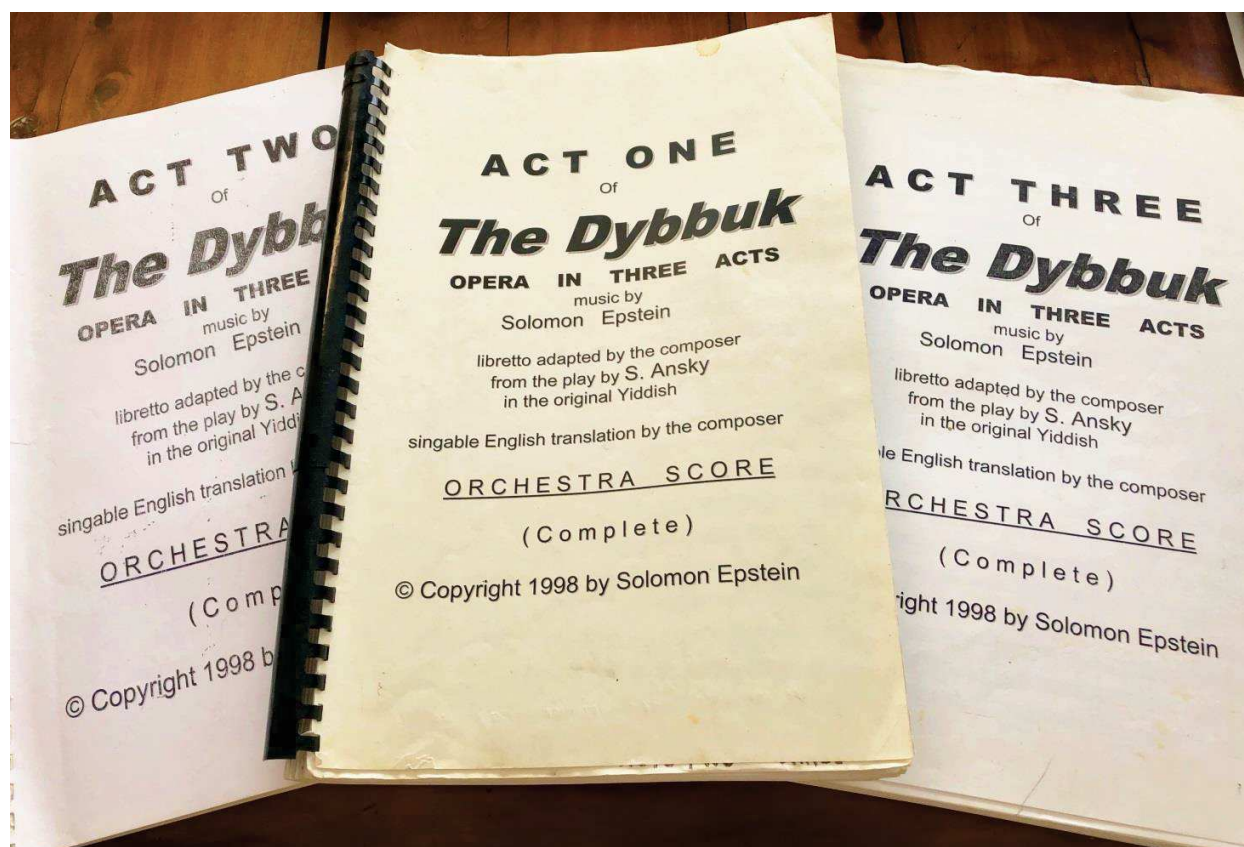 ACT TWO
Of
The Dybb
OPERA IN THREE
music by
Solomon Epstein
libretto adapted by the c
from the play by S. A
in the original Yiddi
singable English translation
ORCHESTRA
(Comp
© Copyright 1998 b
ACT ONE
Of
The Dybbuk
OPERA IN THREE ACTS
music by
Solomon Epstein
libretto adapted by the composer
from the play by S. Ansky
in the original Yiddish
singable English translation by the composer
ORCHESTRA SCORE
(Complete)
© Copyright 1998 by Solomon Epstein
ACT THREE
Of
The Dybbuk
OPERA IN THREE ACTS
music by
Solomon Epstein
libretto adapted by the composer
from the play by S. Ansky
in the original Yiddish
le English translation by the composer
RCHESTRA SCORE
(Complete)
right 1998 by Solomon Epstein